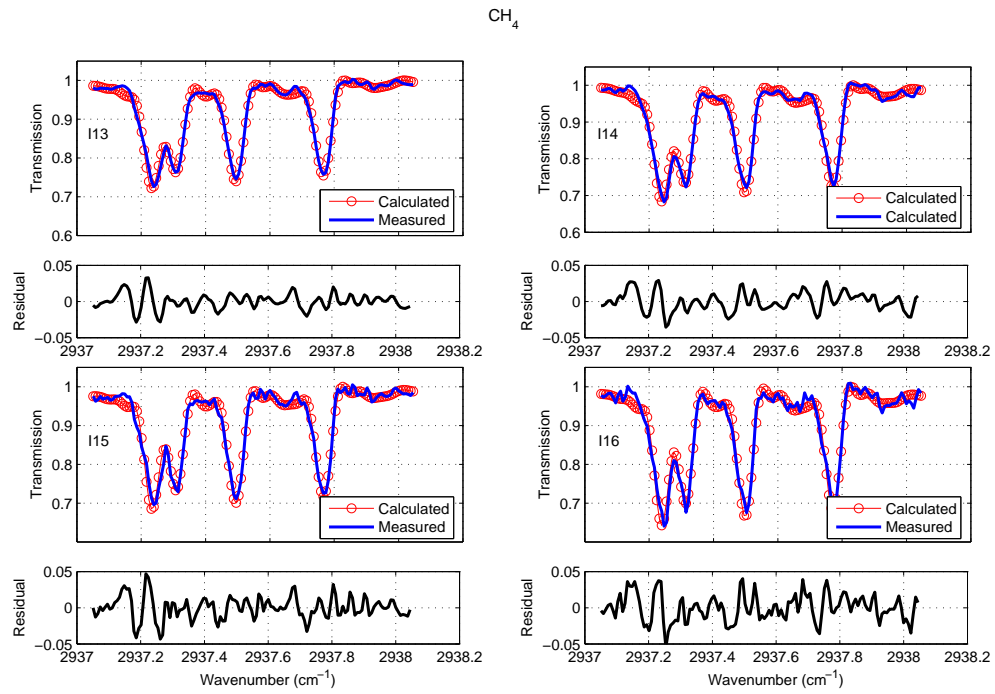 CH4
1
0.9
0.8
0.7
0.6
Transmission
I13
Calculated
Measured
0.05
0
−0.05
Residual
2937 2937.2 2937.4 2937.6 2937.8 2938 2938.2
1
0.9
0.8
0.7
0.6
Transmission
I14
Calculated
Calculated
0.05
0
−0.05
Residual
2937 2937.2 2937.4 2937.6 2937.8 2938 2938.2
1
0.9
0.8
0.7
Transmission
I15
Calculated
Measured
0.05
0
−0.05
Residual
2937 2937.2 2937.4 2937.6 2937.8 2938 2938.2
Wavenumber (cm−1)
1
0.9
0.8
0.7
Transmission
I16
Calculated
Measured
0.05
0
−0.05
Residual
2937 2937.2 2937.4 2937.6 2937.8 2938 2938.2
Wavenumber (cm−1)